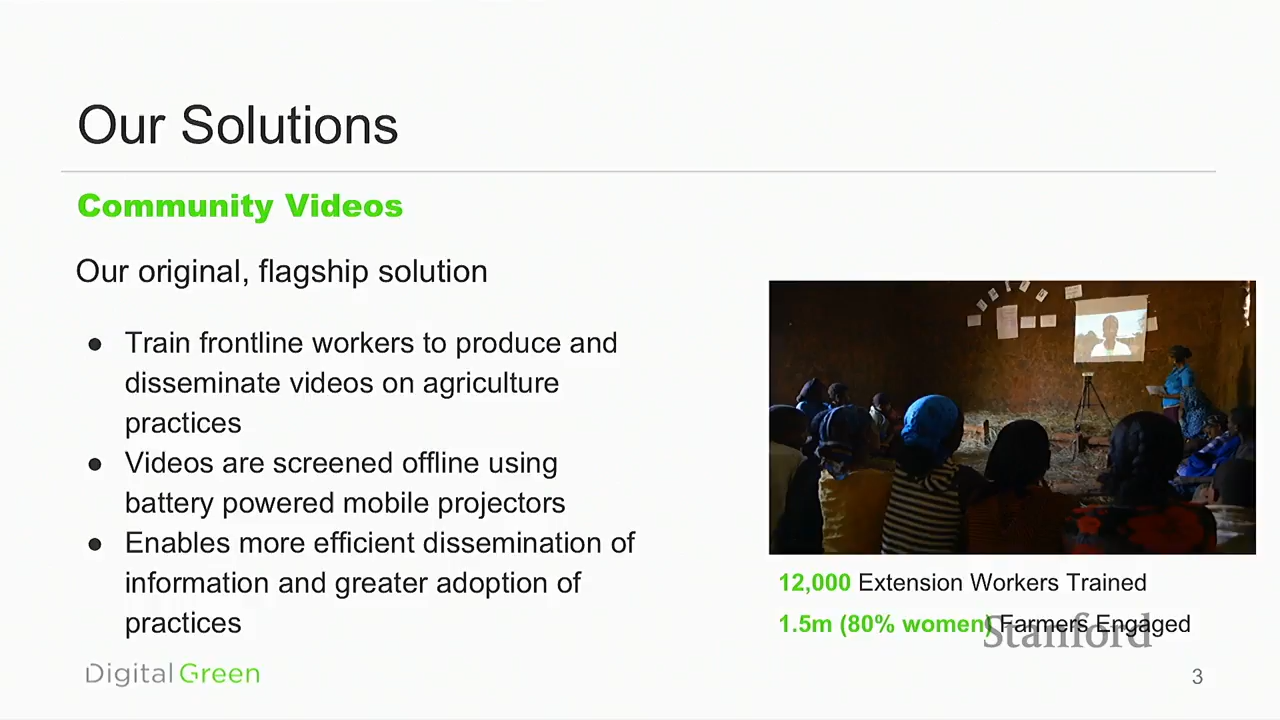 Our Solutions
Community Videos
Our original, flagship solution
● Train frontline workers to produce and
disseminate videos on agriculture
practices
● Videos are screened offline using
battery powered mobile projectors
● Enables more efficient dissemination of
information and greater adoption of
practices
12,000 Extension Workers Trained
1.5m (80% women) Farmers Engaged
Stanford
Digital Green
3